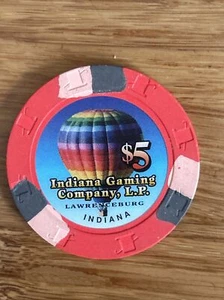 $5
Indiana Gaming
Company, L.P.
LAWRENCEBURG
INDIANA